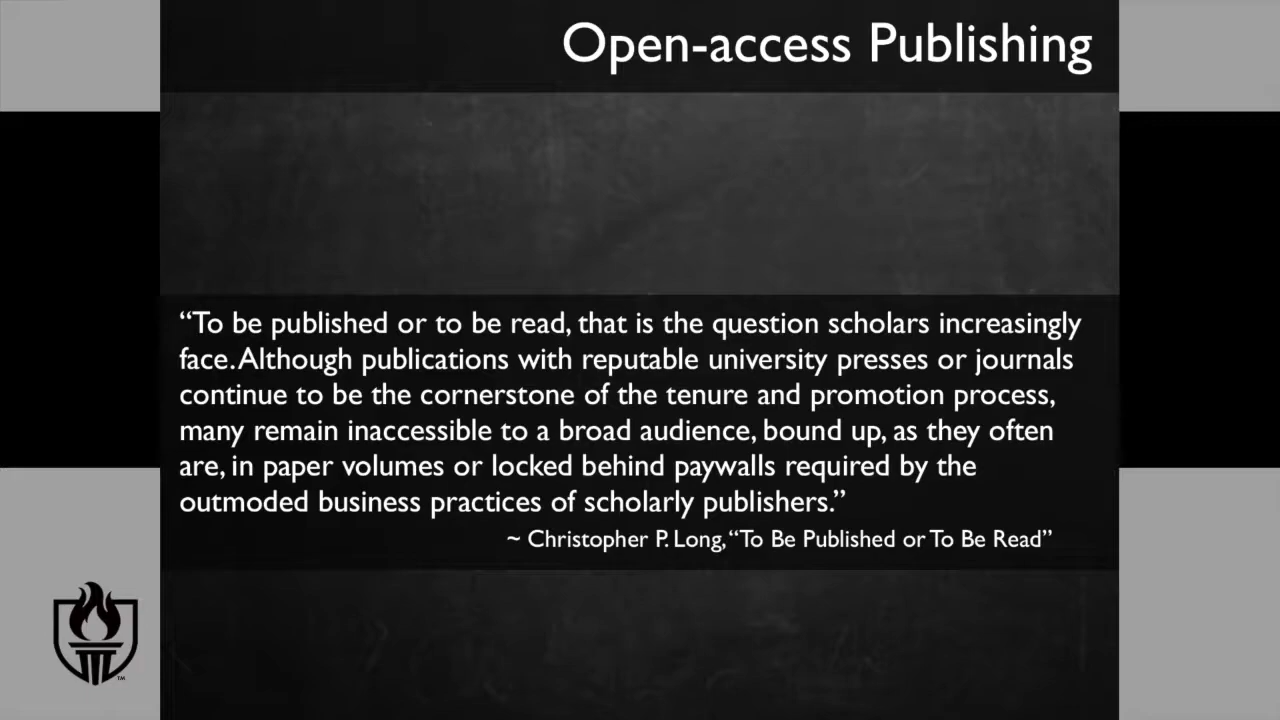 Open-access Publishing
“To be published or to be read, that is the question scholars increasingly
face. Although publications with reputable university presses or journals
continue to be the cornerstone of the tenure and promotion process,
many remain inaccessible to a broad audience, bound up, as they often
are, in paper volumes or locked behind paywalls required by the
outmoded business practices of scholarly publishers.”
~ Christopher P. Long, “To Be Published or To Be Read”
TM